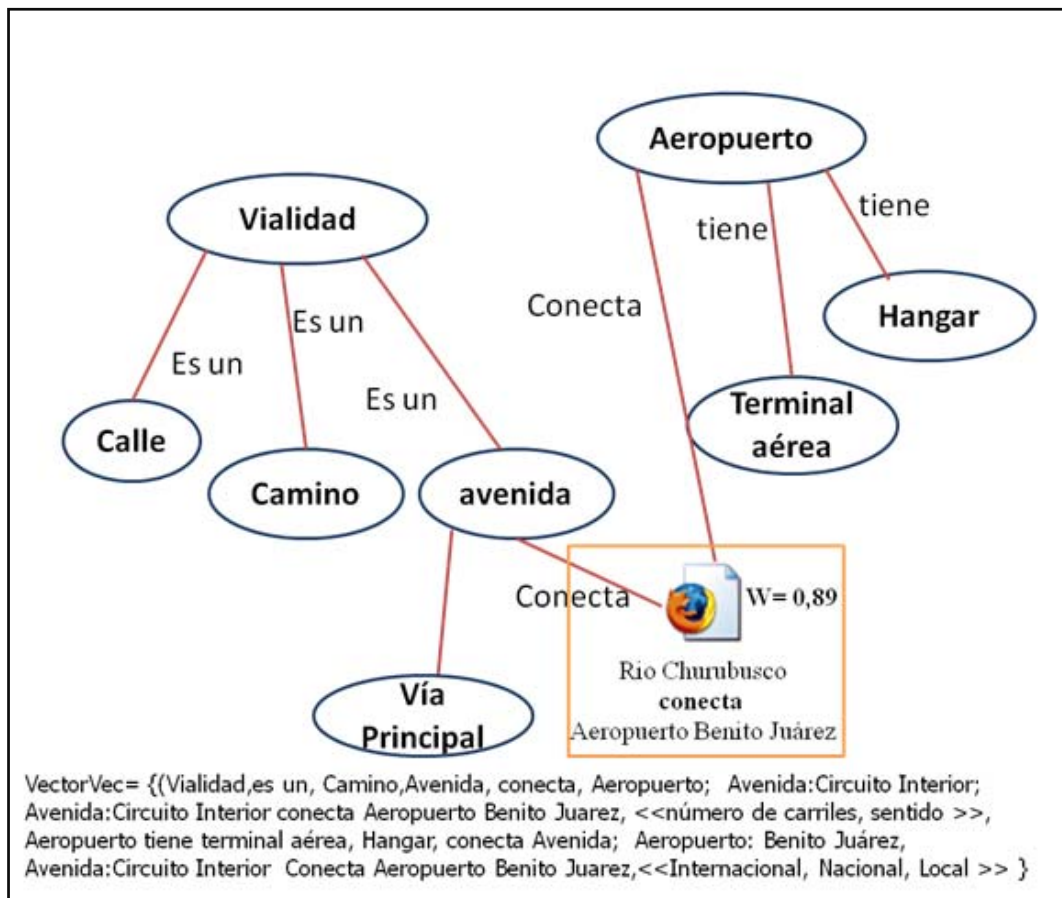 Aeropuerto
Vialidad
tiene
tiene
Conecta
Hangar
Es un
Es un
Es un
Terminal
aérea
Calle
Camino
avenida
Conecta
W= 0,89
Rio Churubusco
conecta
Aeropuerto Benito Juárez
Vía
Principal
VectorVec= {(Vialidad,es un, Camino,Avenida, conecta, Aeropuerto;  Avenida:Circuito Interior;
Avenida:Circuito Interior conecta Aeropuerto Benito Juarez, <<número de carriles, sentido >>,
Aeropuerto tiene terminal aérea, Hangar, conecta Avenida;  Aeropuerto: Benito Juárez,
Avenida:Circuito Interior  Conecta Aeropuerto Benito Juarez,<<Internacional, Nacional, Local >> }